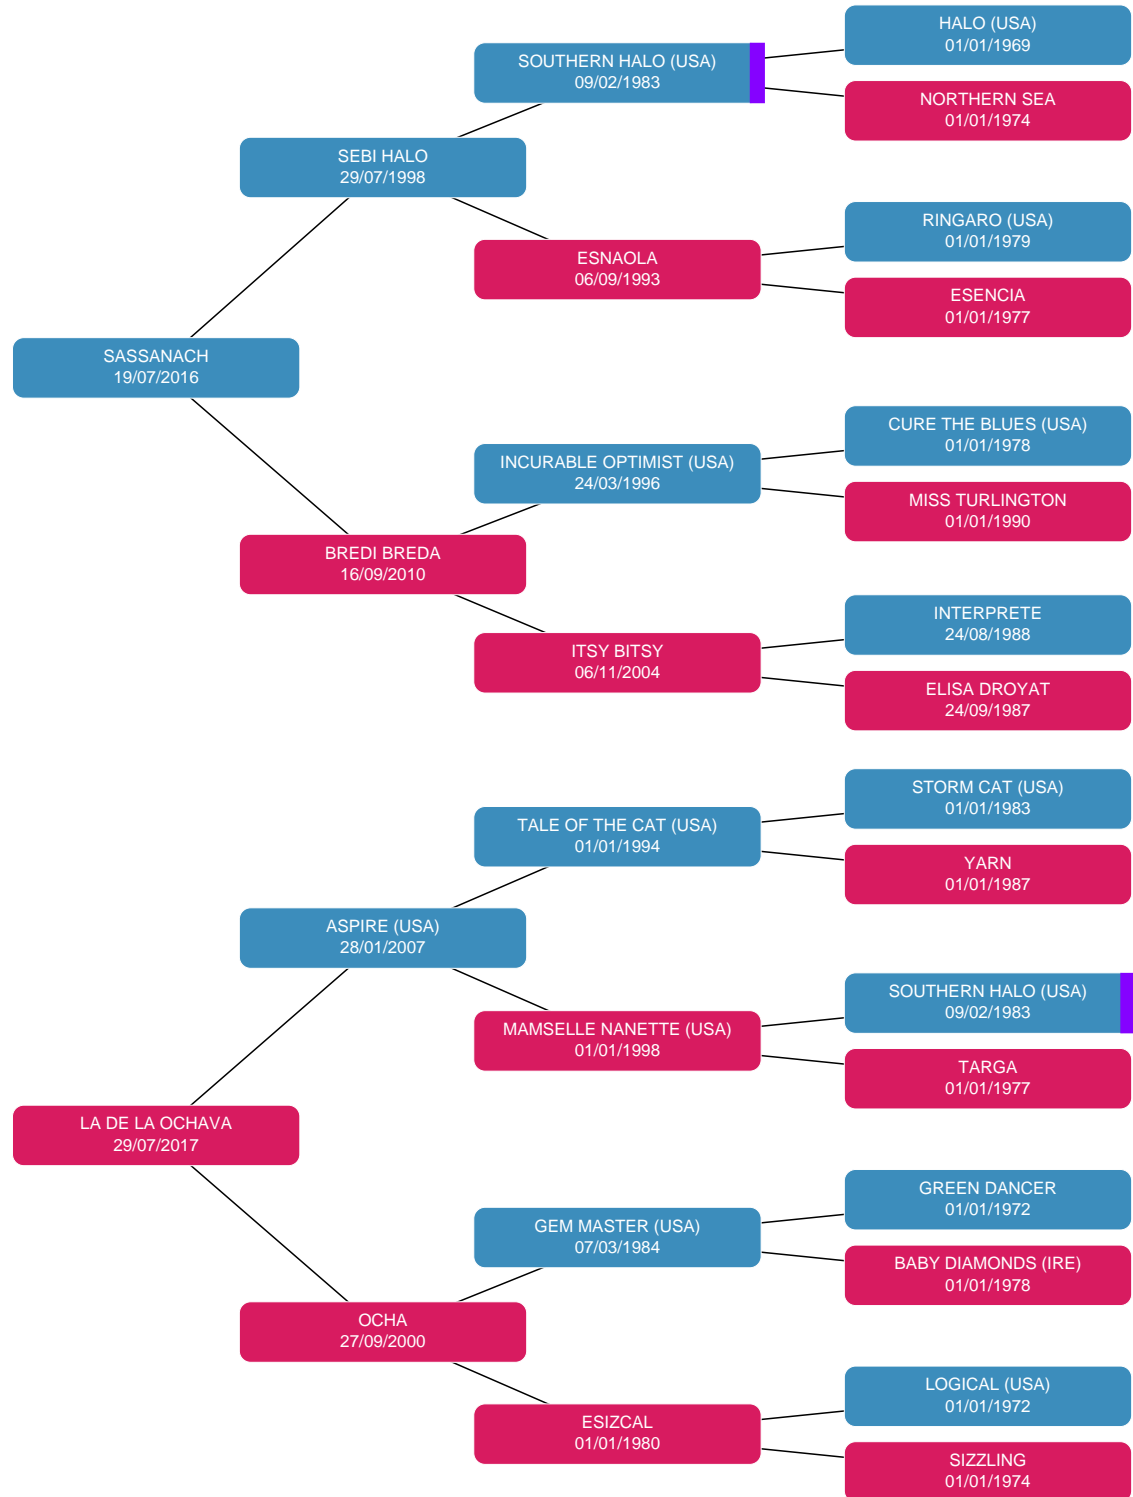 HALO (USA)
01/01/1969
SOUTHERN HALO (USA)
09/02/1983
NORTHERN SEA
01/01/1974
SEBI HALO
29/07/1998
RINGARO (USA)
01/01/1979
ESNAOLA
06/09/1993
ESENCIA
01/01/1977
SASSANACH
19/07/2016
CURE THE BLUES (USA)
01/01/1978
INCURABLE OPTIMIST (USA)
24/03/1996
MISS TURLINGTON
01/01/1990
BREDI BREDA
16/09/2010
INTERPRETE
24/08/1988
ITSY BITSY
06/11/2004
ELISA DROYAT
24/09/1987
STORM CAT (USA)
01/01/1983
TALE OF THE CAT (USA)
01/01/1994
YARN
01/01/1987
ASPIRE (USA)
28/01/2007
SOUTHERN HALO (USA)
09/02/1983
MAMSELLE NANETTE (USA)
01/01/1998
TARGA
01/01/1977
LA DE LA OCHAVA
29/07/2017
GREEN DANCER
01/01/1972
GEM MASTER (USA)
07/03/1984
BABY DIAMONDS (IRE)
01/01/1978
OCHA
27/09/2000
LOGICAL (USA)
01/01/1972
ESIZCAL
01/01/1980
SIZZLING
01/01/1974